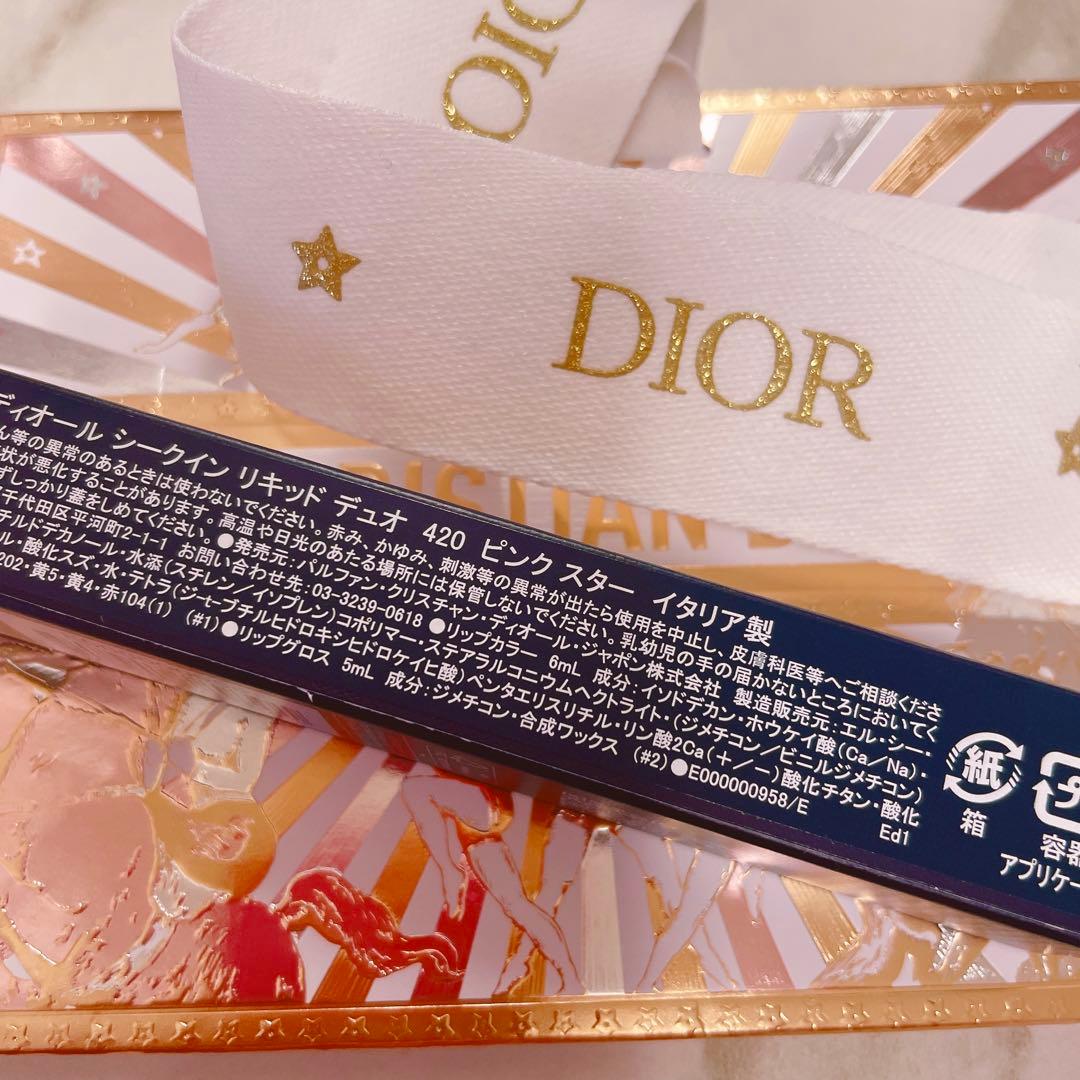 DIO
DIOR
ISTIAN D
ディオール シークイン リキッド デュオ 420 ピンク スター イタリア製
ん等の異常のあるときは使わないでください。赤み、かゆみ、刺激等の異常が出たら使用を中止し、皮膚科医等へご相談くださ
状が悪化することがあります。高温や日光のあたる場所には保管しないでください。乳幼児の手の届かないところにおいてく
ずしっかり蓋をしめてください。●発売元:パルファン・クリスチャン・ディオール・ジャポン株式会社 製造販売元:エル・シー・
千代田区平河町2-1-1 お問い合わせ先:03-3239-0618 ●リップカラー 6mL 成分:イソドデカン・ホウケイ酸(Ca/Na)・
チルドデカノール・水添(スチレン/イソプレン)コポリマー・ステアラルコニウムヘクトライト・(ジメチコン/ビニルジメチコン)
ル・酸化スズ・水・テトラ(ジ-t-ブチルヒドロキシヒドロケイヒ酸)ペンタエリスリチル・リン酸2Ca(+/-)酸化チタン・酸化
202・黄5・黄4・赤104(1) (#1)●リップグロス 5mL 成分:ジメチコン・合成ワックス (#2)●E000000958/E
Ed1
紙
箱
プ
容器
アプリケー